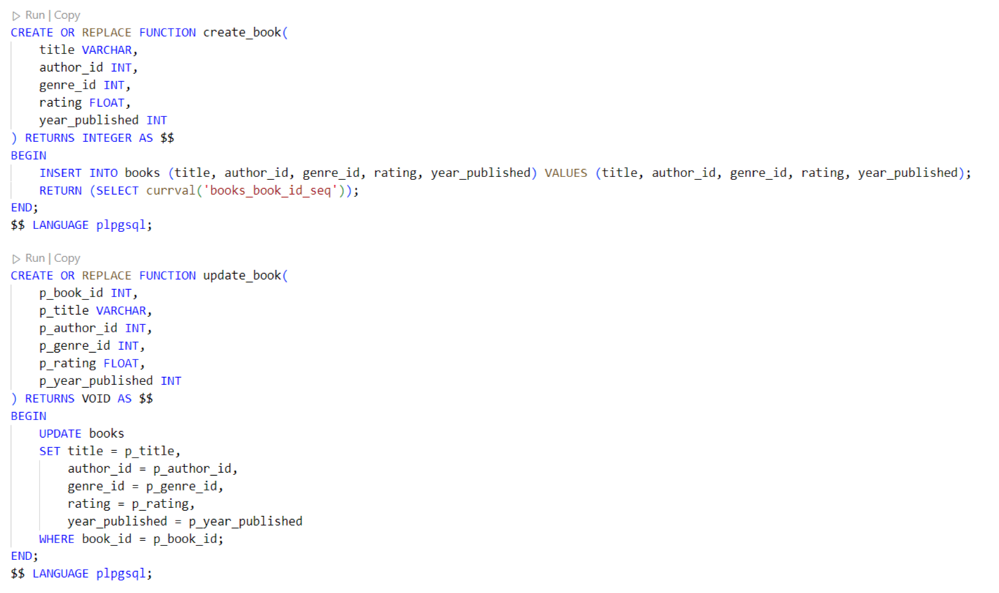 Run | Copy
CREATE OR REPLACE FUNCTION create_book(
    title VARCHAR,
    author_id INT,
    genre_id INT,
    rating FLOAT,
    year_published INT
) RETURNS INTEGER AS $$
BEGIN
    INSERT INTO books (title, author_id, genre_id, rating, year_published) VALUES (title, author_id, genre_id, rating, year_published);
    RETURN (SELECT currval('books_book_id_seq'));
END;
$$ LANGUAGE plpgsql;
Run | Copy
CREATE OR REPLACE FUNCTION update_book(
    p_book_id INT,
    p_title VARCHAR,
    p_author_id INT,
    p_genre_id INT,
    p_rating FLOAT,
    p_year_published INT
) RETURNS VOID AS $$
BEGIN
    UPDATE books
    SET title = p_title,
        author_id = p_author_id,
        genre_id = p_genre_id,
        rating = p_rating,
        year_published = p_year_published
    WHERE book_id = p_book_id;
END;
$$ LANGUAGE plpgsql;